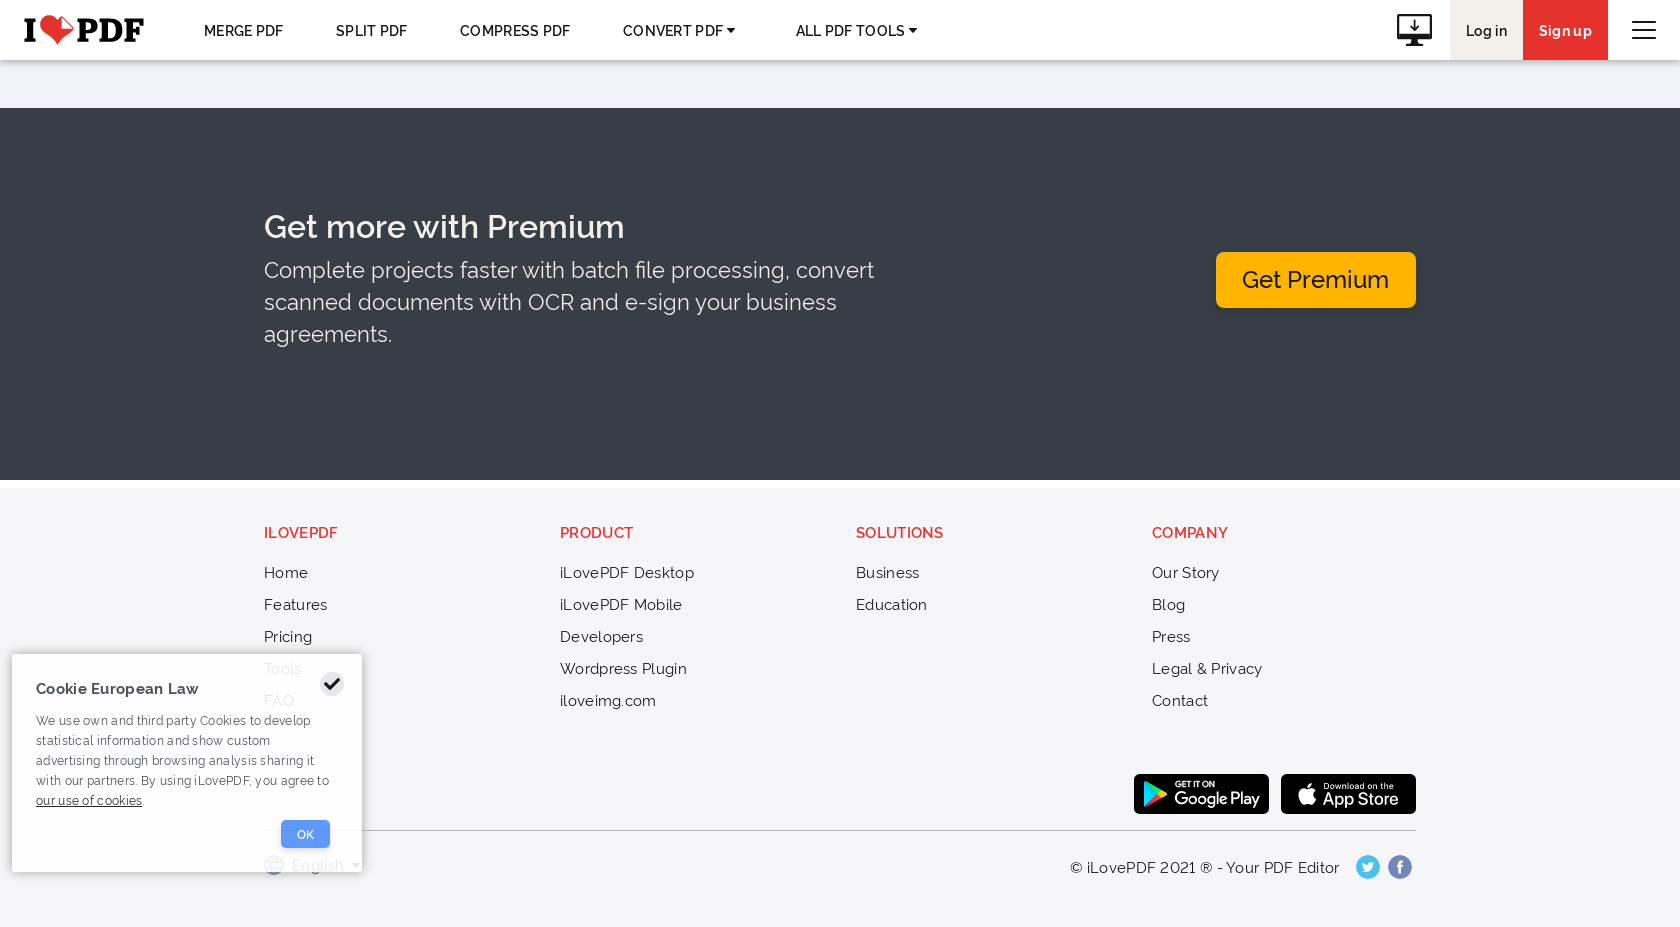 I PDF
MERGE PDF
SPLIT PDF
COMPRESS PDF
CONVERT PDF
ALL PDF TOOLS
Log in
Sign up
Get more with Premium
Complete projects faster with batch file processing, convert
scanned documents with OCR and e-sign your business
agreements.
Get Premium
ILOVEPDF
Home
Features
Pricing
Tools
FAQ
PRODUCT
iLovePDF Desktop
iLovePDF Mobile
Developers
Wordpress Plugin
iloveimg.com
SOLUTIONS
Business
Education
COMPANY
Our Story
Blog
Press
Legal & Privacy
Contact
Cookie European Law
We use own and third party Cookies to develop
statistical information and show custom
advertising through browsing analysis sharing it
with our partners. By using iLovePDF, you agree to
our use of cookies.
OK
GET IT ON
Google Play
Download on the
App Store
English
© iLovePDF 2021 ® - Your PDF Editor